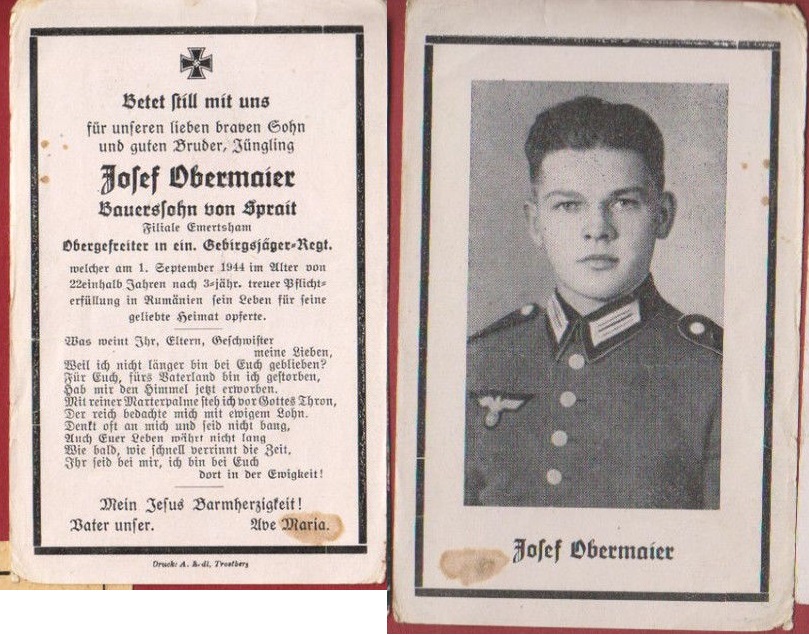 Betet still mit uns
für unseren lieben braven Sohn
und guten Bruder, Jüngling
Josef Obermaier
Bauerssohn von Sprait
Filiale Emertsham
Obergefreiter in ein. Gebirgsjäger-Regt.
welcher am 1. September 1944 im Alter von
22einhalb Jahren nach 3-jähr. treuer Pflicht-
erfüllung in Rumänien sein Leben für seine
geliebte Heimat opferte.
Was weint Ihr, Eltern, Geschwister
meine Lieben,
Weil ich nicht länger bin bei Euch geblieben?
Für Euch, fürs Vaterland bin ich gestorben,
Hab mir den Himmel jetzt erworben.
Mit reiner Marterpalme steh ich vor Gottes Thron,
Der reich bedachte mich mit ewigem Lohn.
Denkt oft an mich und seid nicht bang,
Auch Euer Leben währt nicht lang
Wie bald, wie schnell verrinnt die Zeit,
Ihr seid bei mir, ich bin bei Euch
dort in der Ewigkeit!
Mein Jesus Barmherzigkeit!
Vater unser. Ave Maria.
Druck: A. Trostberg
Josef Obermaier